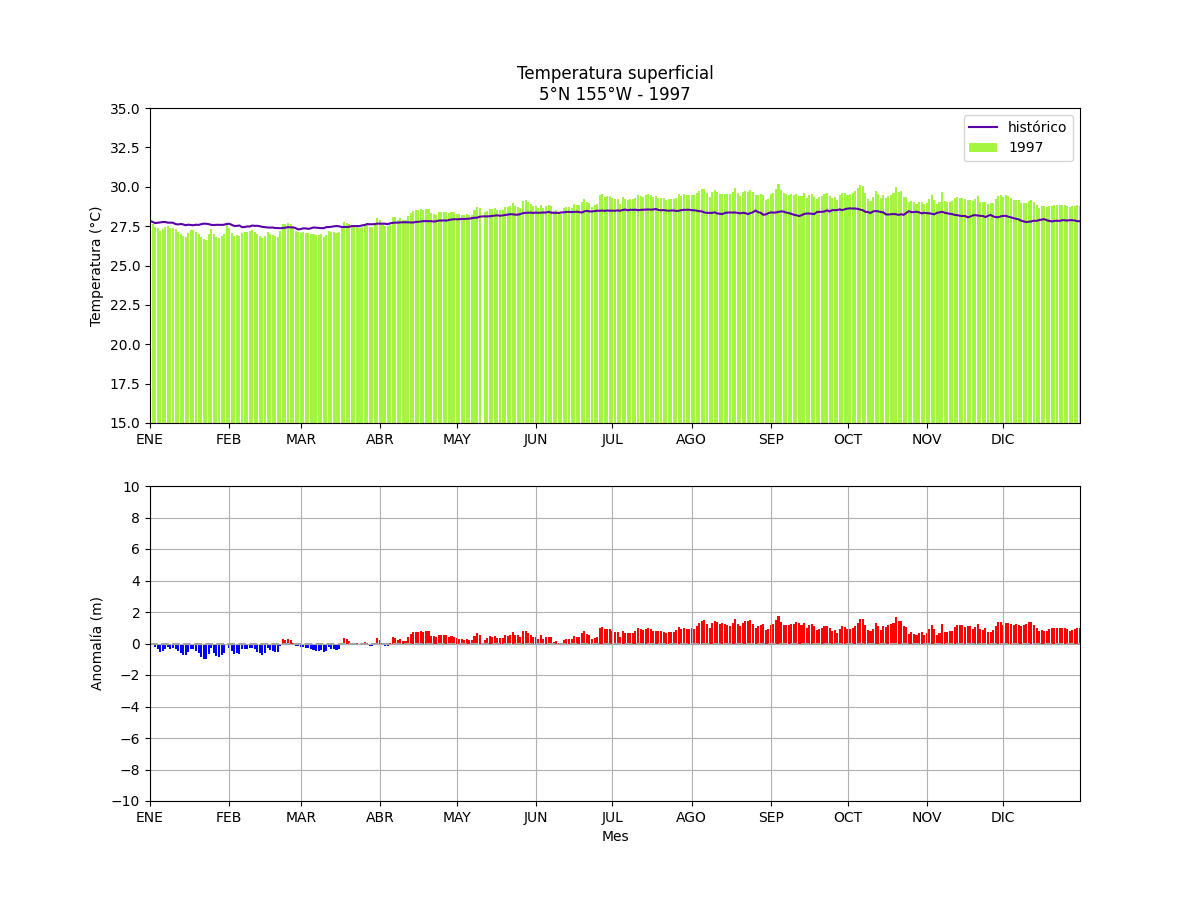 Temperatura superficial
5°N 155°W - 1997
35.0
32.5
30.0
27.5
25.0
22.5
20.0
17.5
15.0
Temperatura (°C)
histórico
1997
ENE FEB MAR ABR MAY JUN JUL AGO SEP OCT NOV DIC
10
8
6
4
2
0
−2
−4
−6
−8
−10
Anomalía (m)
ENE FEB MAR ABR MAY JUN JUL AGO SEP OCT NOV DIC
Mes